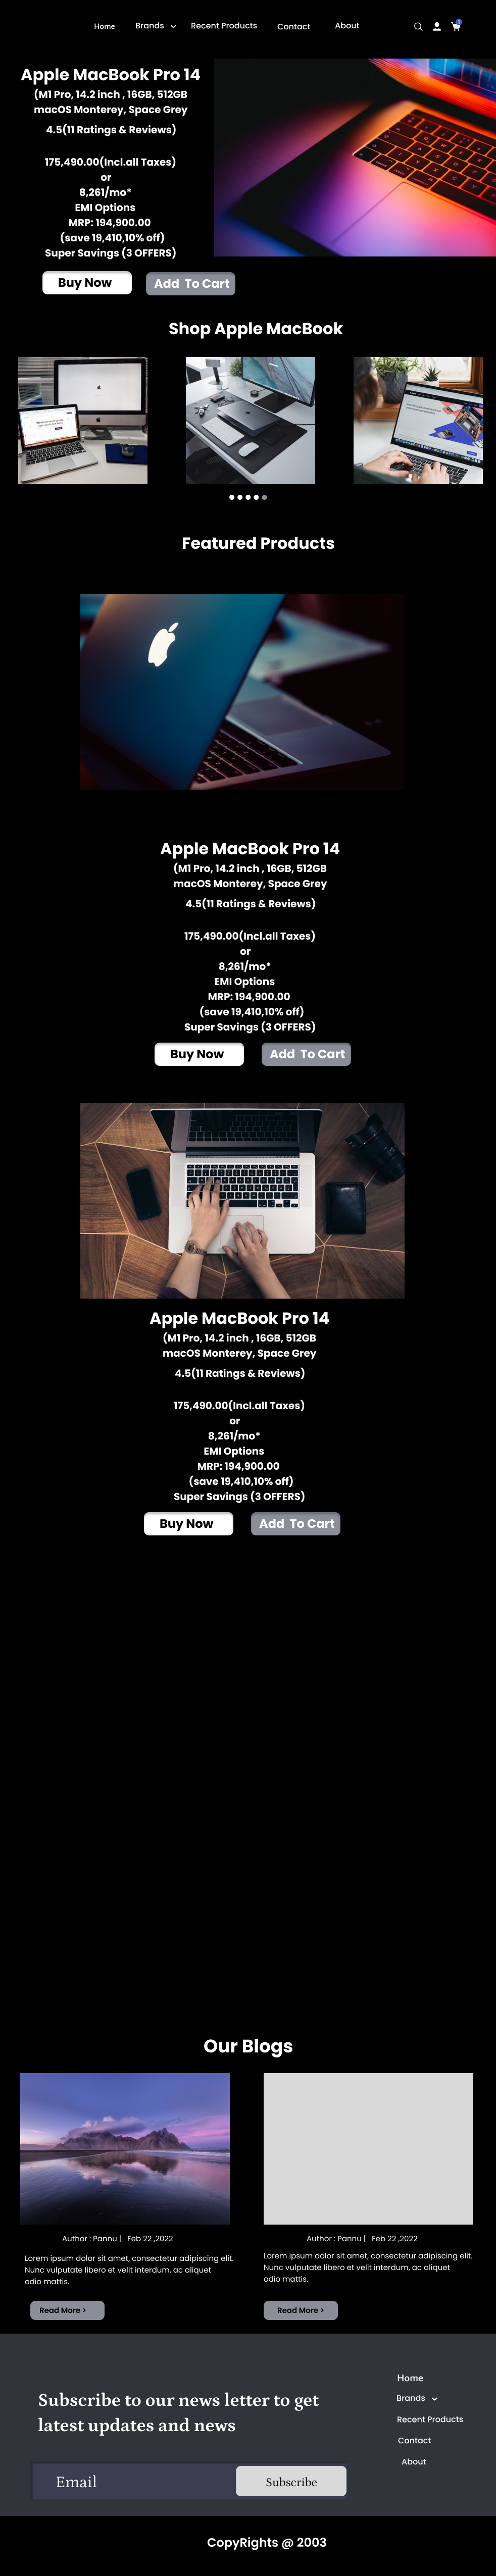 Home Brands Recent Products Contact About
Apple MacBook Pro 14
(M1 Pro, 14.2 inch , 16GB, 512GB
macOS Monterey, Space Grey
4.5(11 Ratings & Reviews)
175,490.00(Incl.all Taxes)
or
8,261/mo*
EMI Options
MRP: 194,900.00
(save 19,410,10% off)
Super Savings (3 OFFERS)
Buy Now Add To Cart
Shop Apple MacBook
Featured Products
Apple MacBook Pro 14
(M1 Pro, 14.2 inch , 16GB, 512GB
macOS Monterey, Space Grey
4.5(11 Ratings & Reviews)
175,490.00(Incl.all Taxes)
or
8,261/mo*
EMI Options
MRP: 194,900.00
(save 19,410,10% off)
Super Savings (3 OFFERS)
Buy Now Add To Cart
Apple MacBook Pro 14
(M1 Pro, 14.2 inch , 16GB, 512GB
macOS Monterey, Space Grey
4.5(11 Ratings & Reviews)
175,490.00(Incl.all Taxes)
or
8,261/mo*
EMI Options
MRP: 194,900.00
(save 19,410,10% off)
Super Savings (3 OFFERS)
Buy Now Add To Cart
Our Blogs
Author : Pannu | Feb 22 ,2022
Lorem ipsum dolor sit amet, consectetur adipiscing elit.
Nunc vulputate libero et velit interdum, ac aliquet
odio mattis.
Read More >
Author : Pannu | Feb 22 ,2022
Lorem ipsum dolor sit amet, consectetur adipiscing elit.
Nunc vulputate libero et velit interdum, ac aliquet
odio mattis.
Read More >
Subscribe to our news letter to get
latest updates and news
Email Subscribe
Home
Brands
Recent Products
Contact
About
CopyRights @ 2003